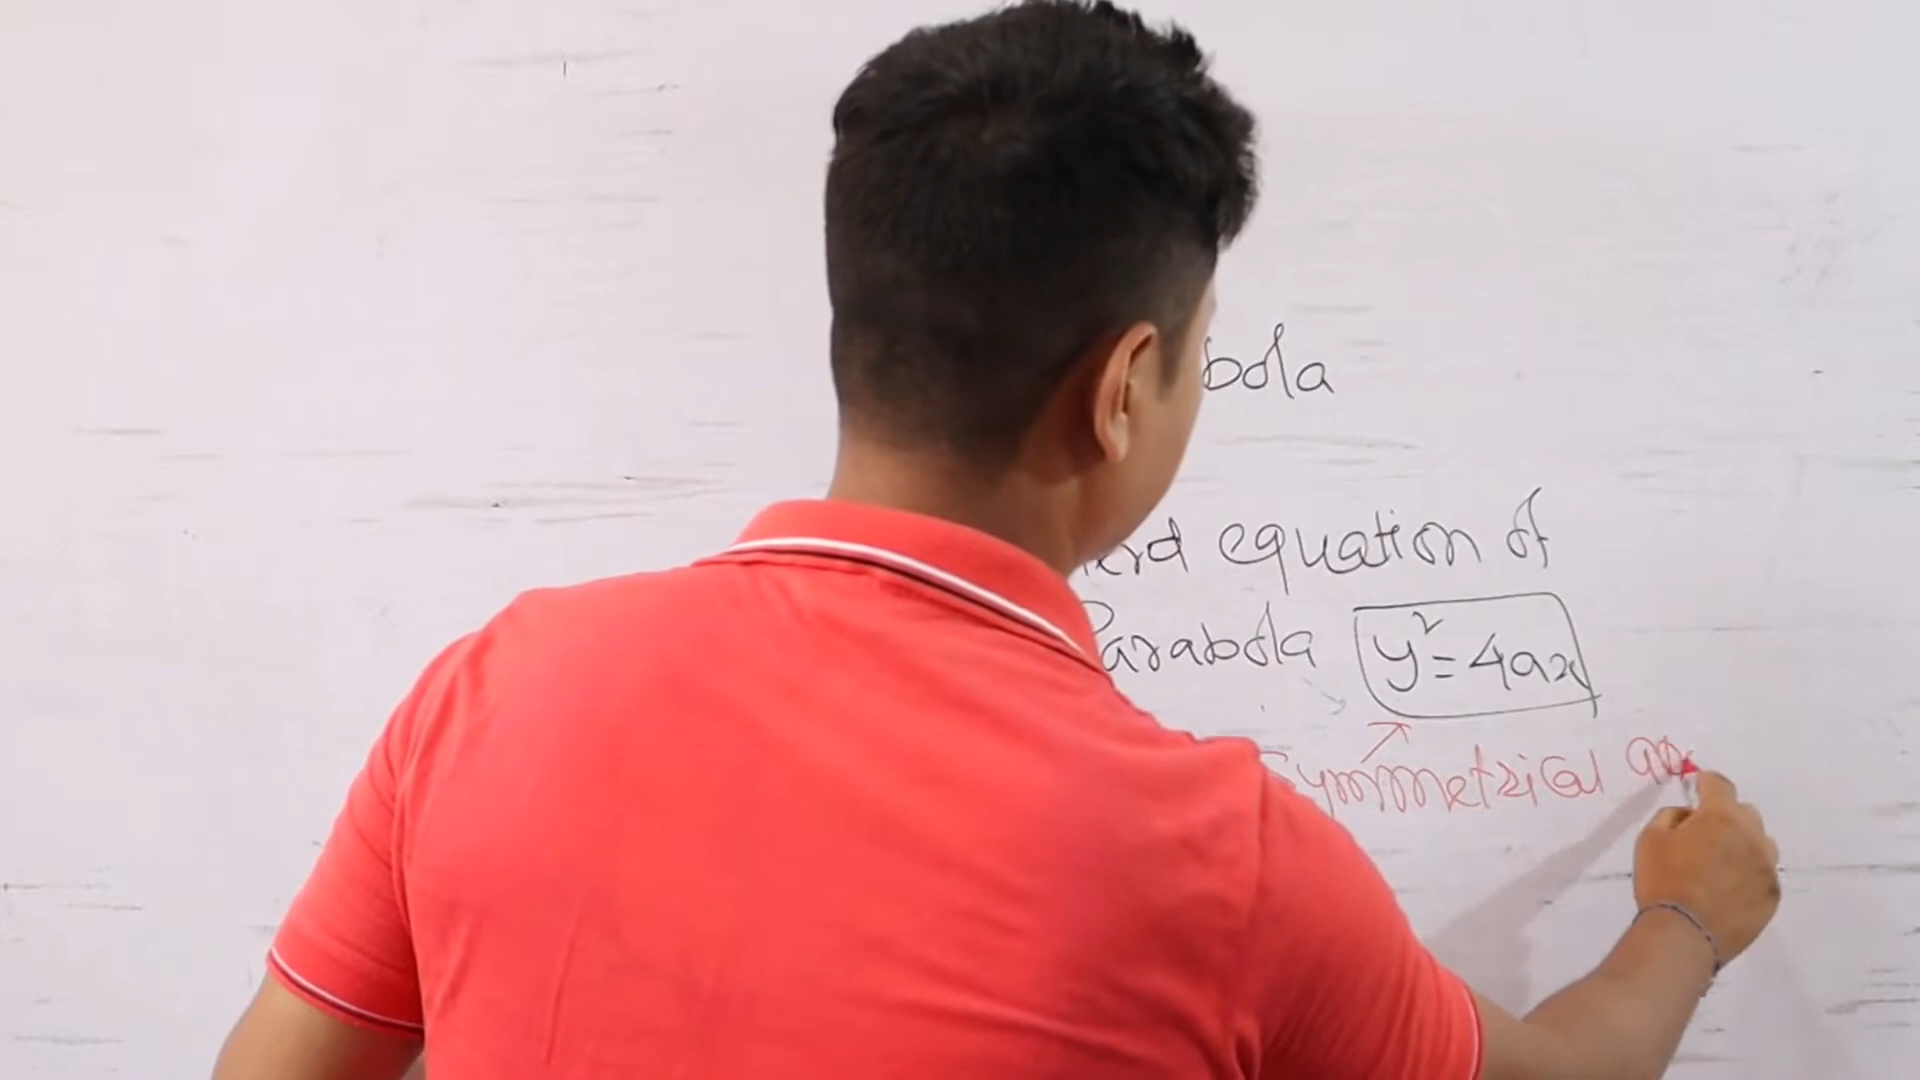 bola
equation of
Parabola y² = 4ax
Symmetrical